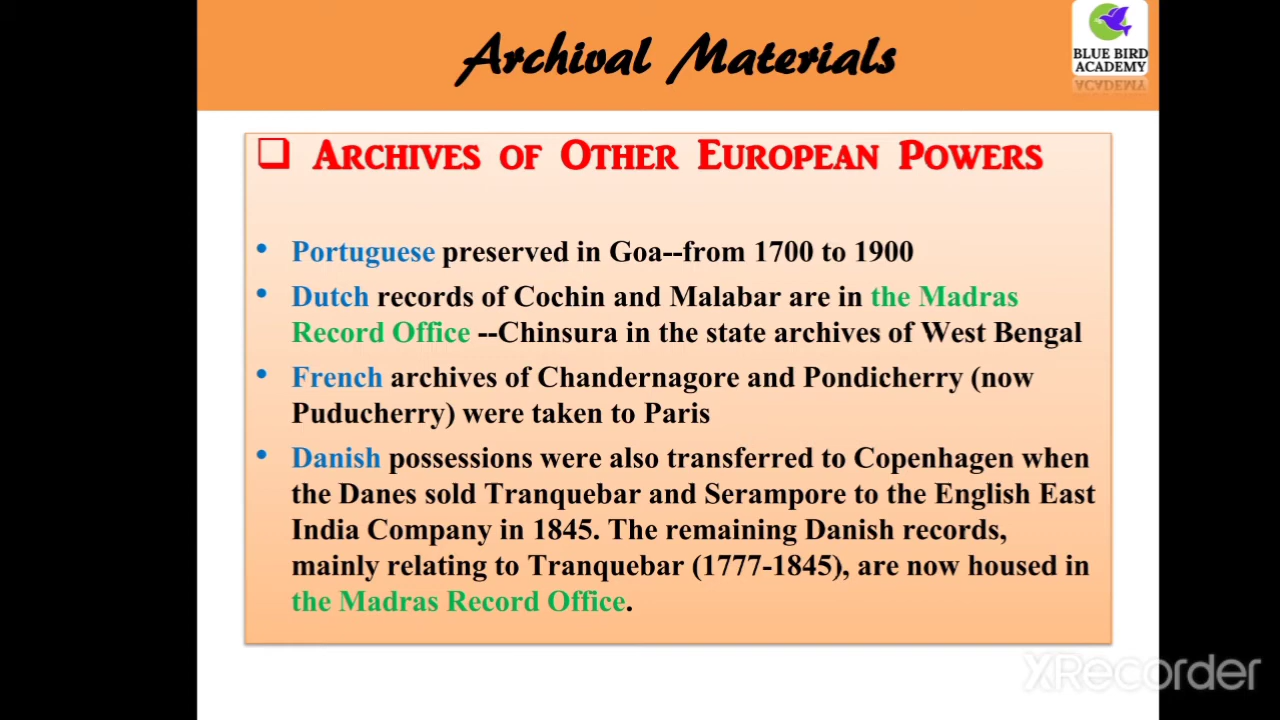 Archival Materials
BLUE BIRD
ACADEMY
ACADEMY
❑ ARCHIVES OF OTHER EUROPEAN POWERS
• Portuguese preserved in Goa--from 1700 to 1900
• Dutch records of Cochin and Malabar are in the Madras
Record Office --Chinsura in the state archives of West Bengal
• French archives of Chandernagore and Pondicherry (now
Puducherry) were taken to Paris
• Danish possessions were also transferred to Copenhagen when
the Danes sold Tranquebar and Serampore to the English East
India Company in 1845. The remaining Danish records,
mainly relating to Tranquebar (1777-1845), are now housed in
the Madras Record Office.
XRecorder